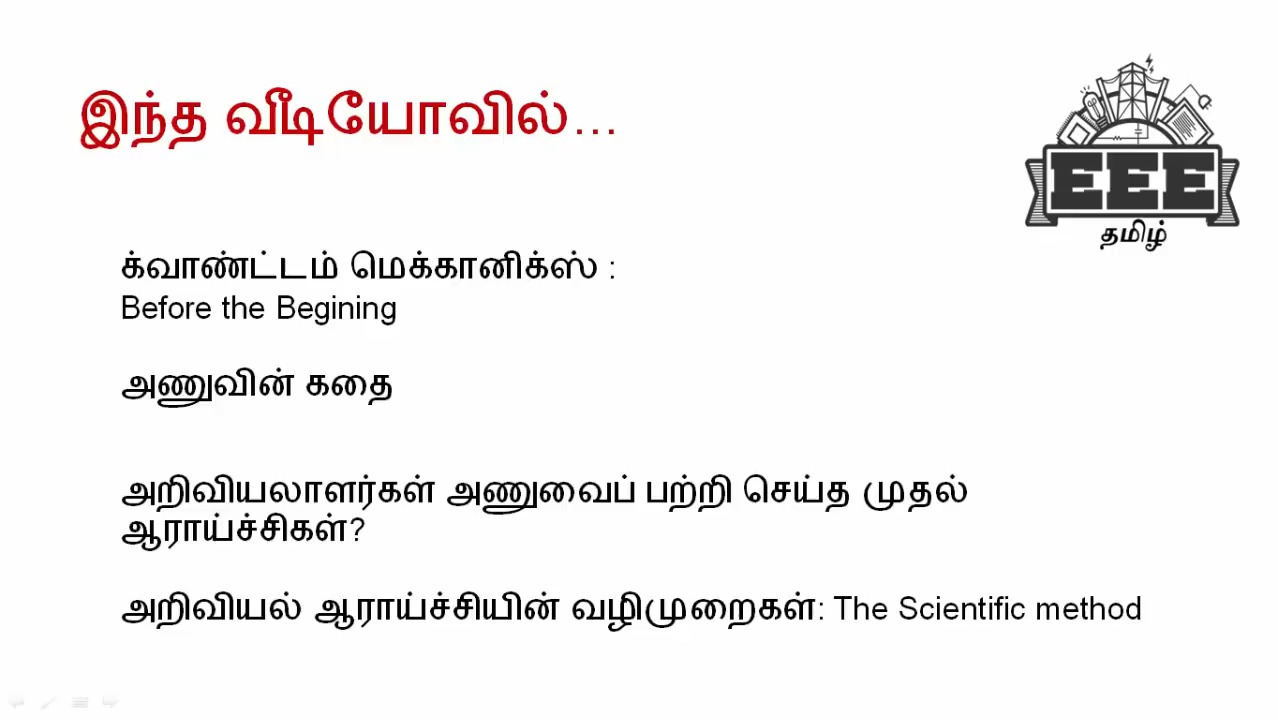 இந்த வீடியோவில்...
EEE
தமிழ்
க்வாண்ட்டம் மெக்கானிக்ஸ் :
Before the Begining
அணுவின் கதை
அறிவியலாளர்கள் அணுவைப் பற்றி செய்த முதல்
ஆராய்ச்சிகள்?
அறிவியல் ஆராய்ச்சியின் வழிமுறைகள்: The Scientific method